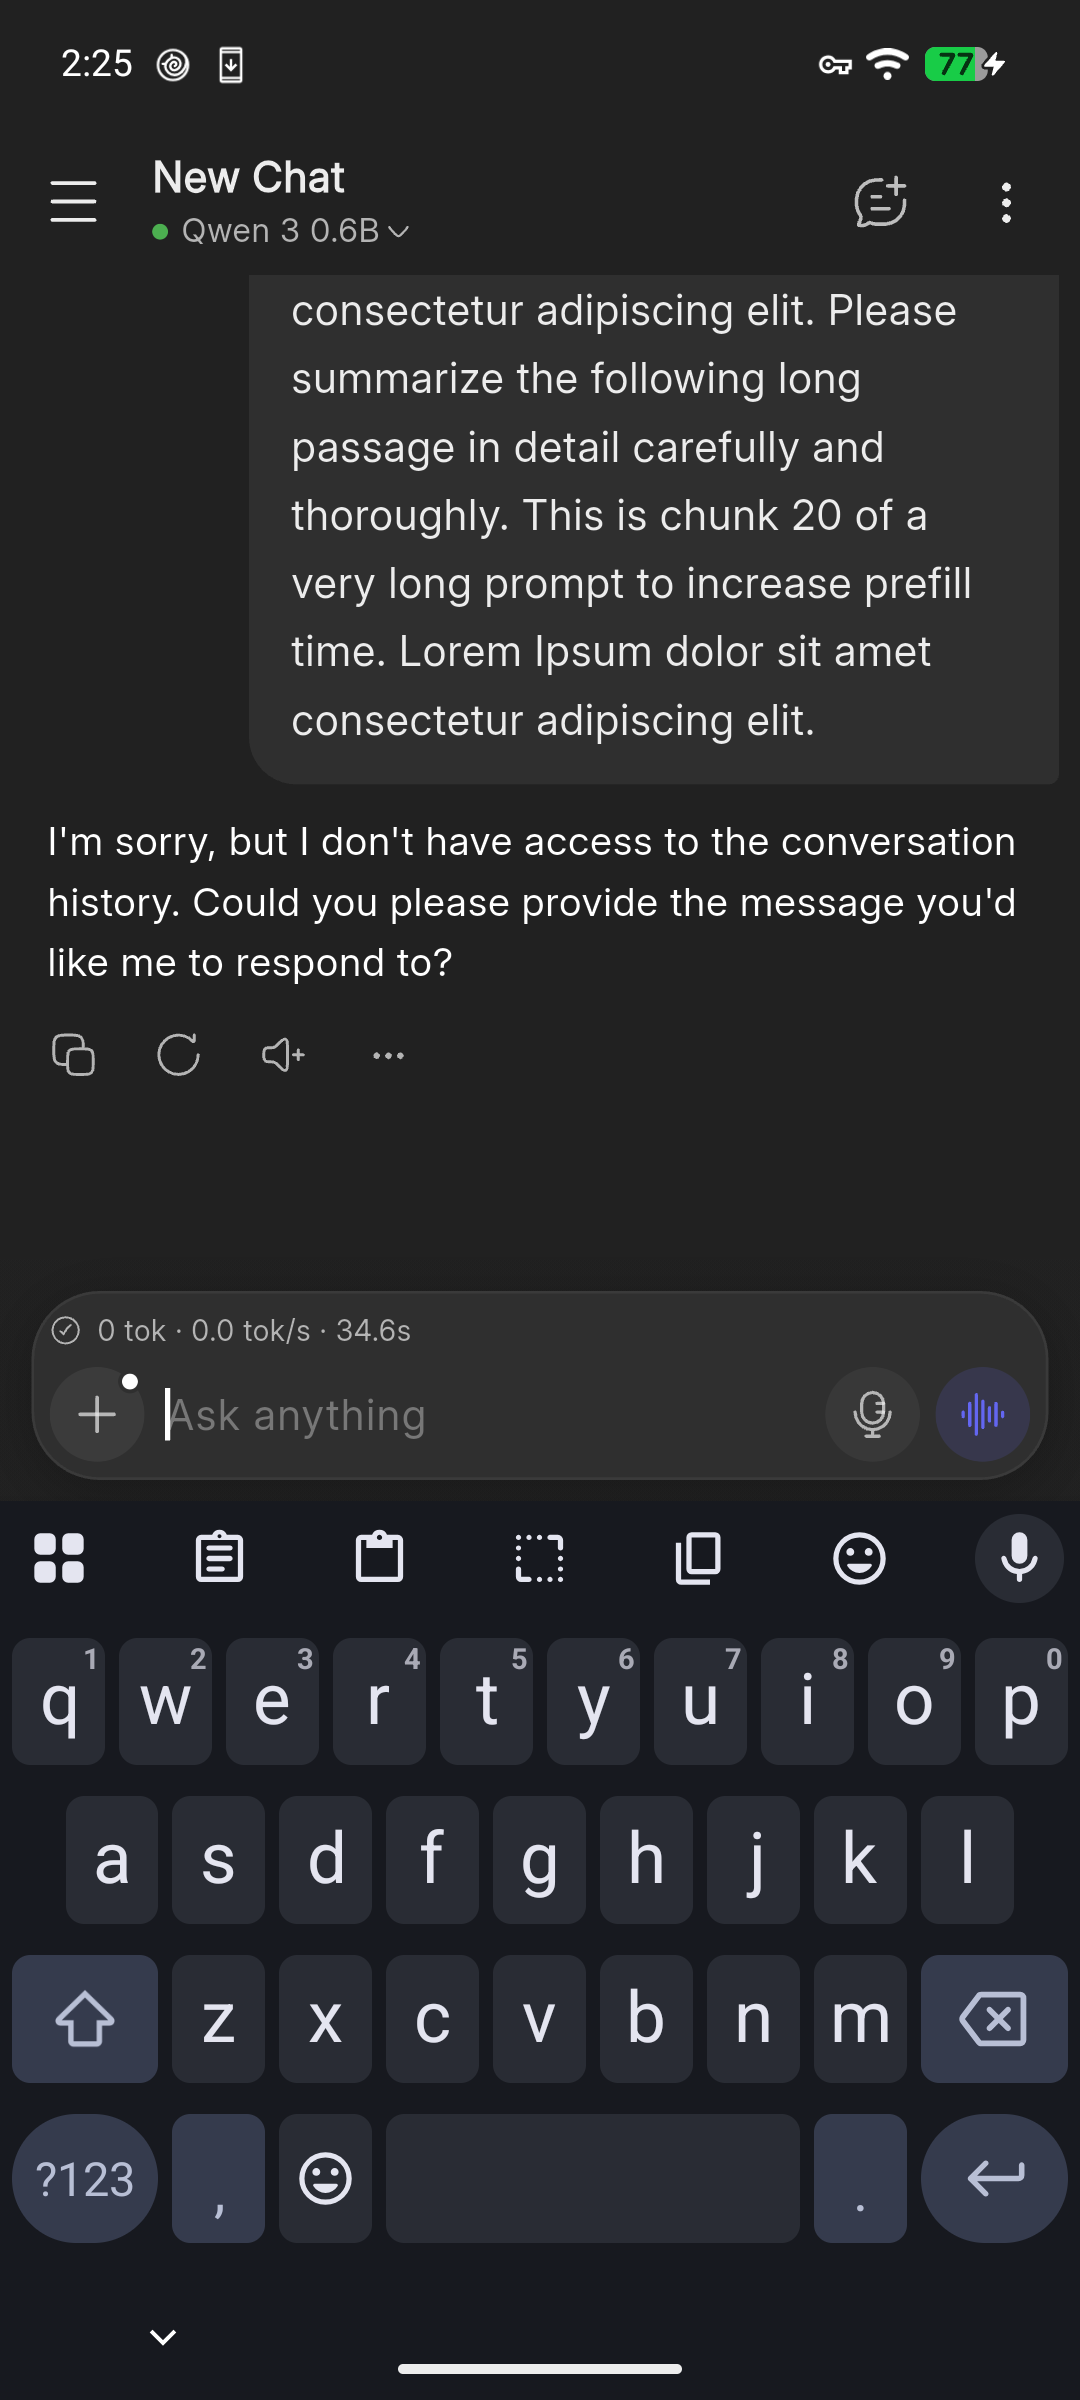 2:25
77
New Chat
Qwen 3 0.6B
consectetur adipiscing elit. Please
summarize the following long
passage in detail carefully and
thoroughly. This is chunk 20 of a
very long prompt to increase prefill
time. Lorem Ipsum dolor sit amet
consectetur adipiscing elit.
I'm sorry, but I don't have access to the conversation
history. Could you please provide the message you'd
like me to respond to?
0 tok · 0.0 tok/s · 34.6s
Ask anything
1 2 3 4 5 6 7 8 9 0
q w e r t y u i o p
a s d f g h j k l
z x c v b n m
?123 , .